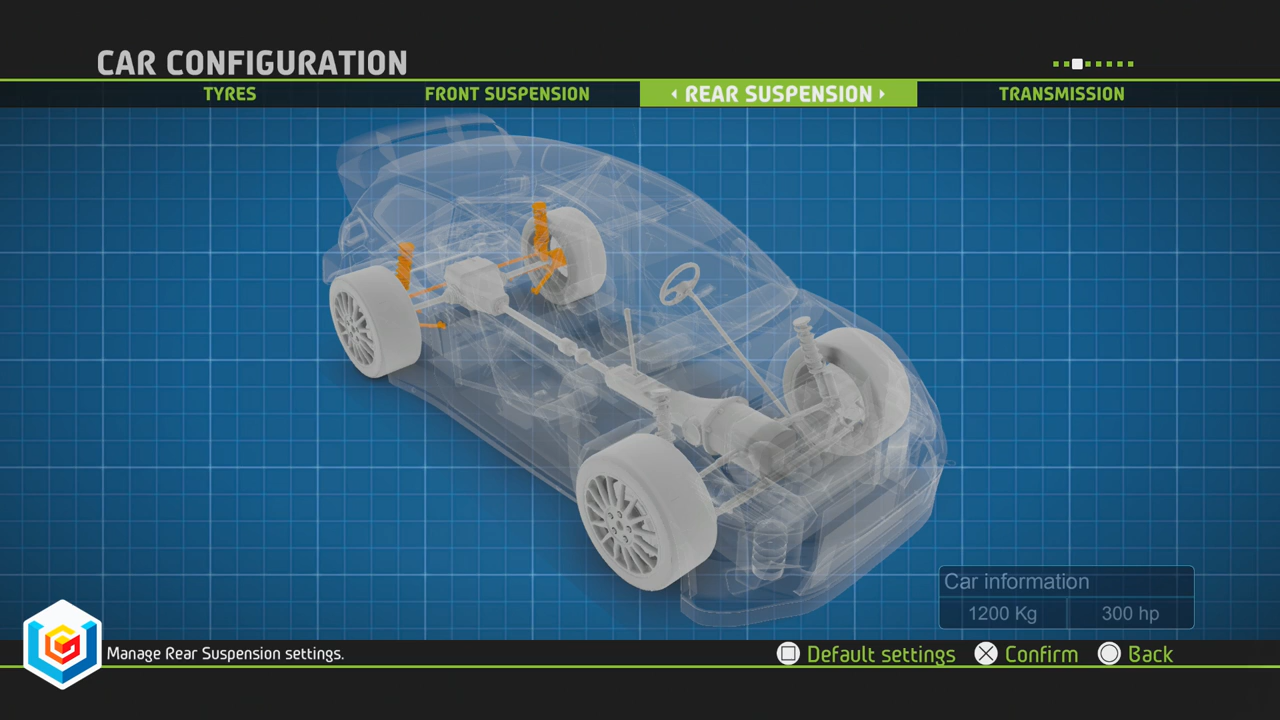 CAR CONFIGURATION
TYRES
FRONT SUSPENSION
REAR SUSPENSION
TRANSMISSION
Car information
1200 Kg
300 hp
Manage Rear Suspension settings.
Default settings
Confirm
Back